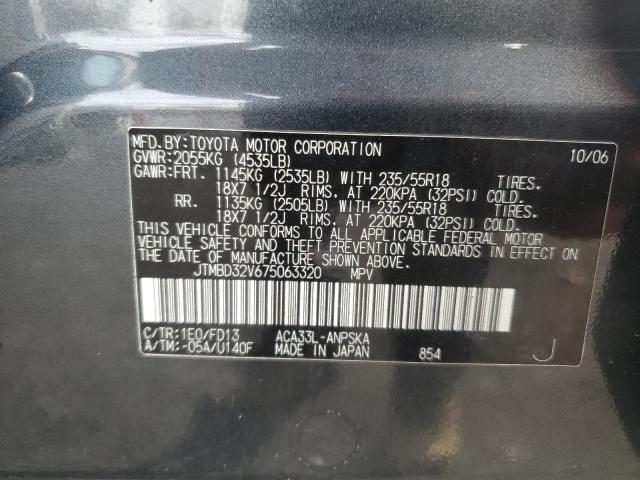 MFD.BY:TOYOTA MOTOR CORPORATION 10/06
GVWR:2055KG (4535LB)
GAWR:FRT. 1145KG (2535LB) WITH 235/55R18 TIRES.
18X7 1/2J RIMS. AT 220KPA (32PSI) COLD.
RR. 1135KG (2505LB) WITH 235/55R18 TIRES.
18X7 1/2J RIMS. AT 220KPA (32PSI) COLD.
THIS VEHICLE CONFORMS TO ALL APPLICABLE FEDERAL MOTOR
VEHICLE SAFETY AND THEFT PREVENTION STANDARDS IN EFFECT ON
THE DATE OF MANUFACTURE SHOWN ABOVE.
JTMBD32V675063320 MPV
C/TR:1E0/FD13 ACA33L-ANPSKA
A/TM:-05A/U140F MADE IN JAPAN 854 J